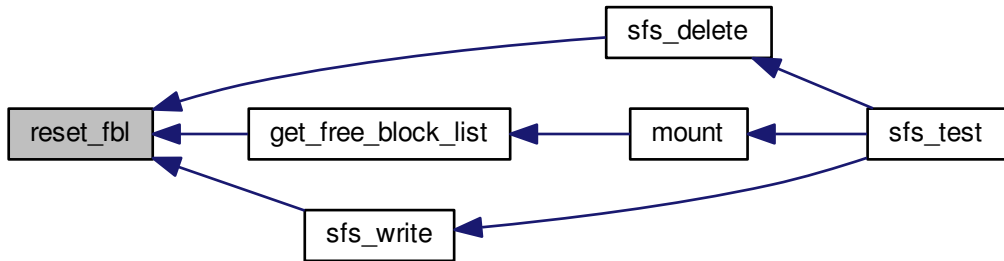 sfs_delete
reset_fbl
get_free_block_list
mount
sfs_test
sfs_write